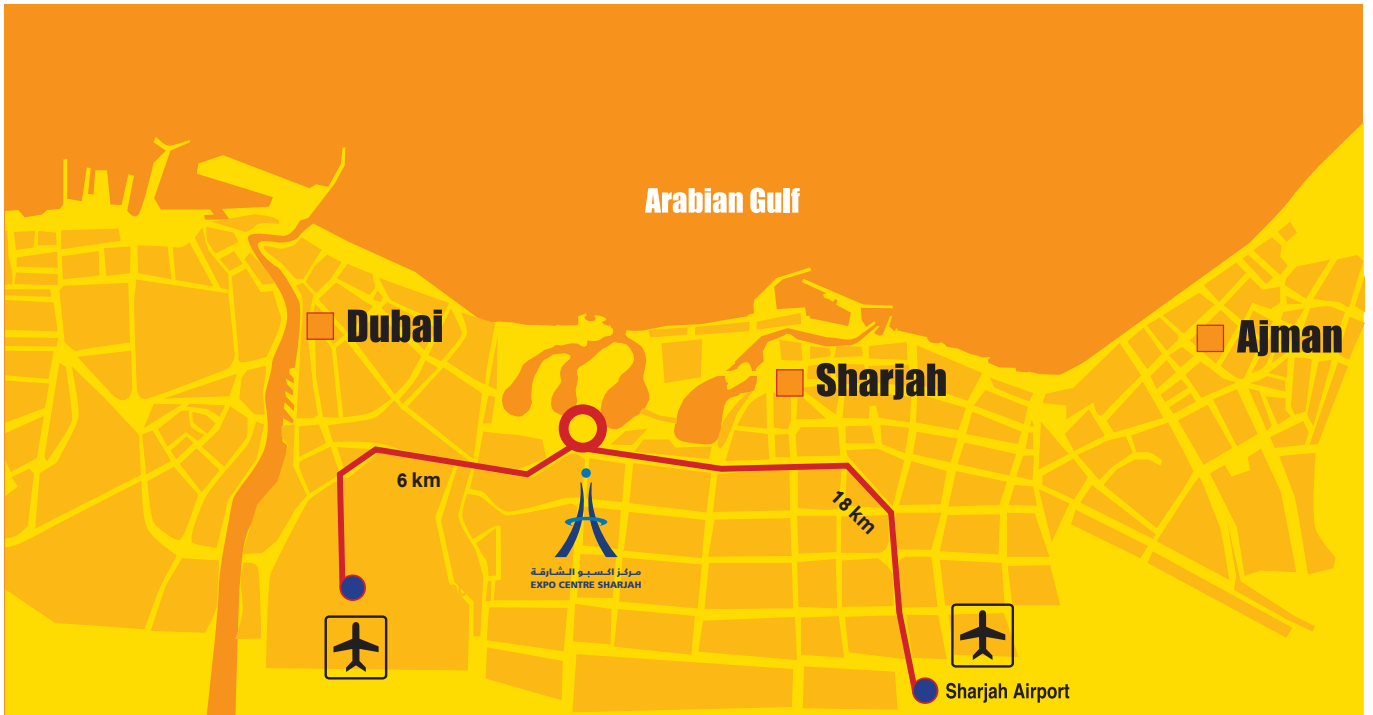 Arabian Gulf
Dubai
Ajman
Sharjah
6 km
18 km
مركز اكسبو الشارقة
EXPO CENTRE SHARJAH
Sharjah Airport